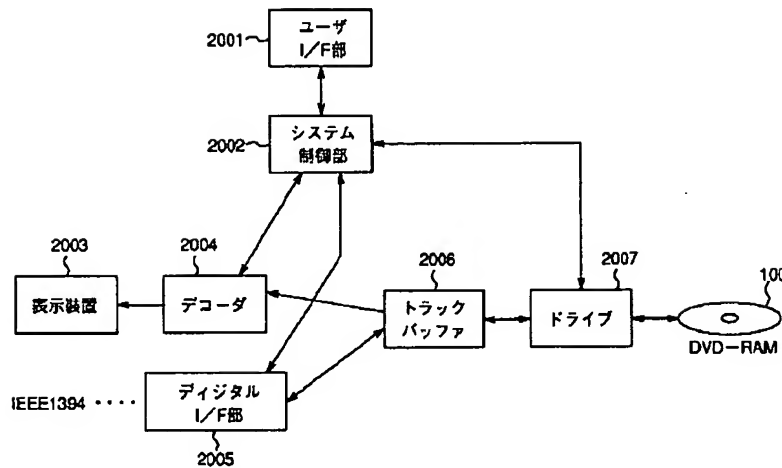 2001
ユーザ
I/F部
2002
システム
制御部
2003
表示装置
2004
デコーダ
2006
トラック
バッファ
2007
ドライブ
100
DVD-RAM
IEEE1394 ････
ディジタル
I/F部
2005